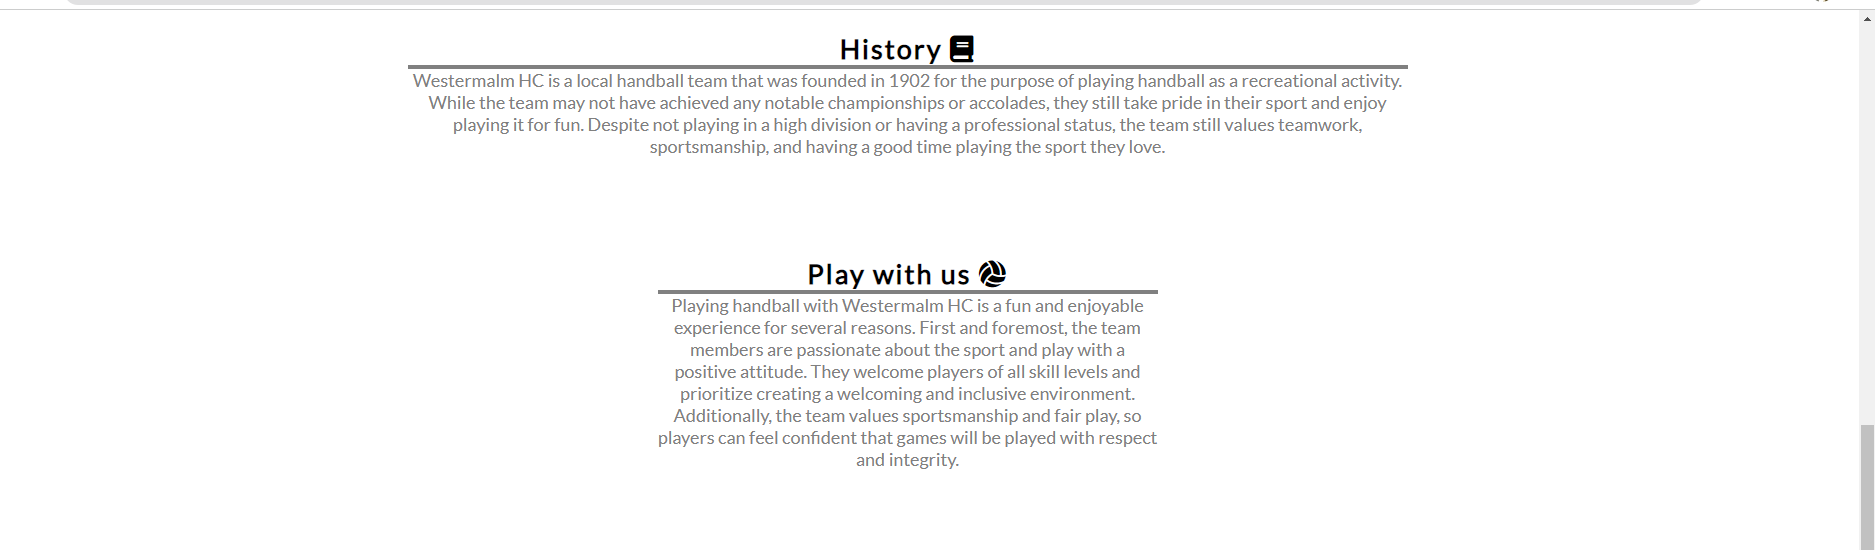 History
Westermalm HC is a local handball team that was founded in 1902 for the purpose of playing handball as a recreational activity.
While the team may not have achieved any notable championships or accolades, they still take pride in their sport and enjoy
playing it for fun. Despite not playing in a high division or having a professional status, the team still values teamwork,
sportsmanship, and having a good time playing the sport they love.
Play with us
Playing handball with Westermalm HC is a fun and enjoyable
experience for several reasons. First and foremost, the team
members are passionate about the sport and play with a
positive attitude. They welcome players of all skill levels and
prioritize creating a welcoming and inclusive environment.
Additionally, the team values sportsmanship and fair play, so
players can feel confident that games will be played with respect
and integrity.